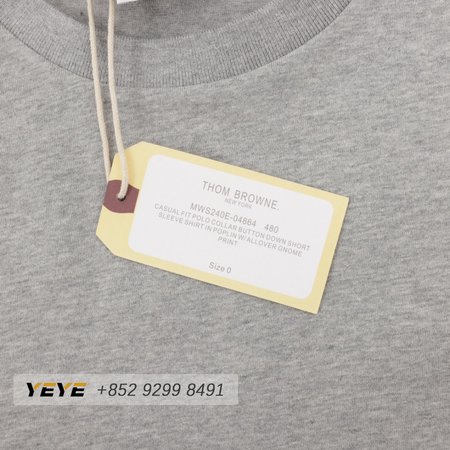 THOM BROWNE.
NEW YORK
MWS240E-04864 480
CASUAL FIT POLO COLLAR BUTTON DOWN SHORT
SLEEVE SHIRT IN POPLIN W/ ALLOVER GNOME
PRINT
Size 0
YEYE +852 9299 8491